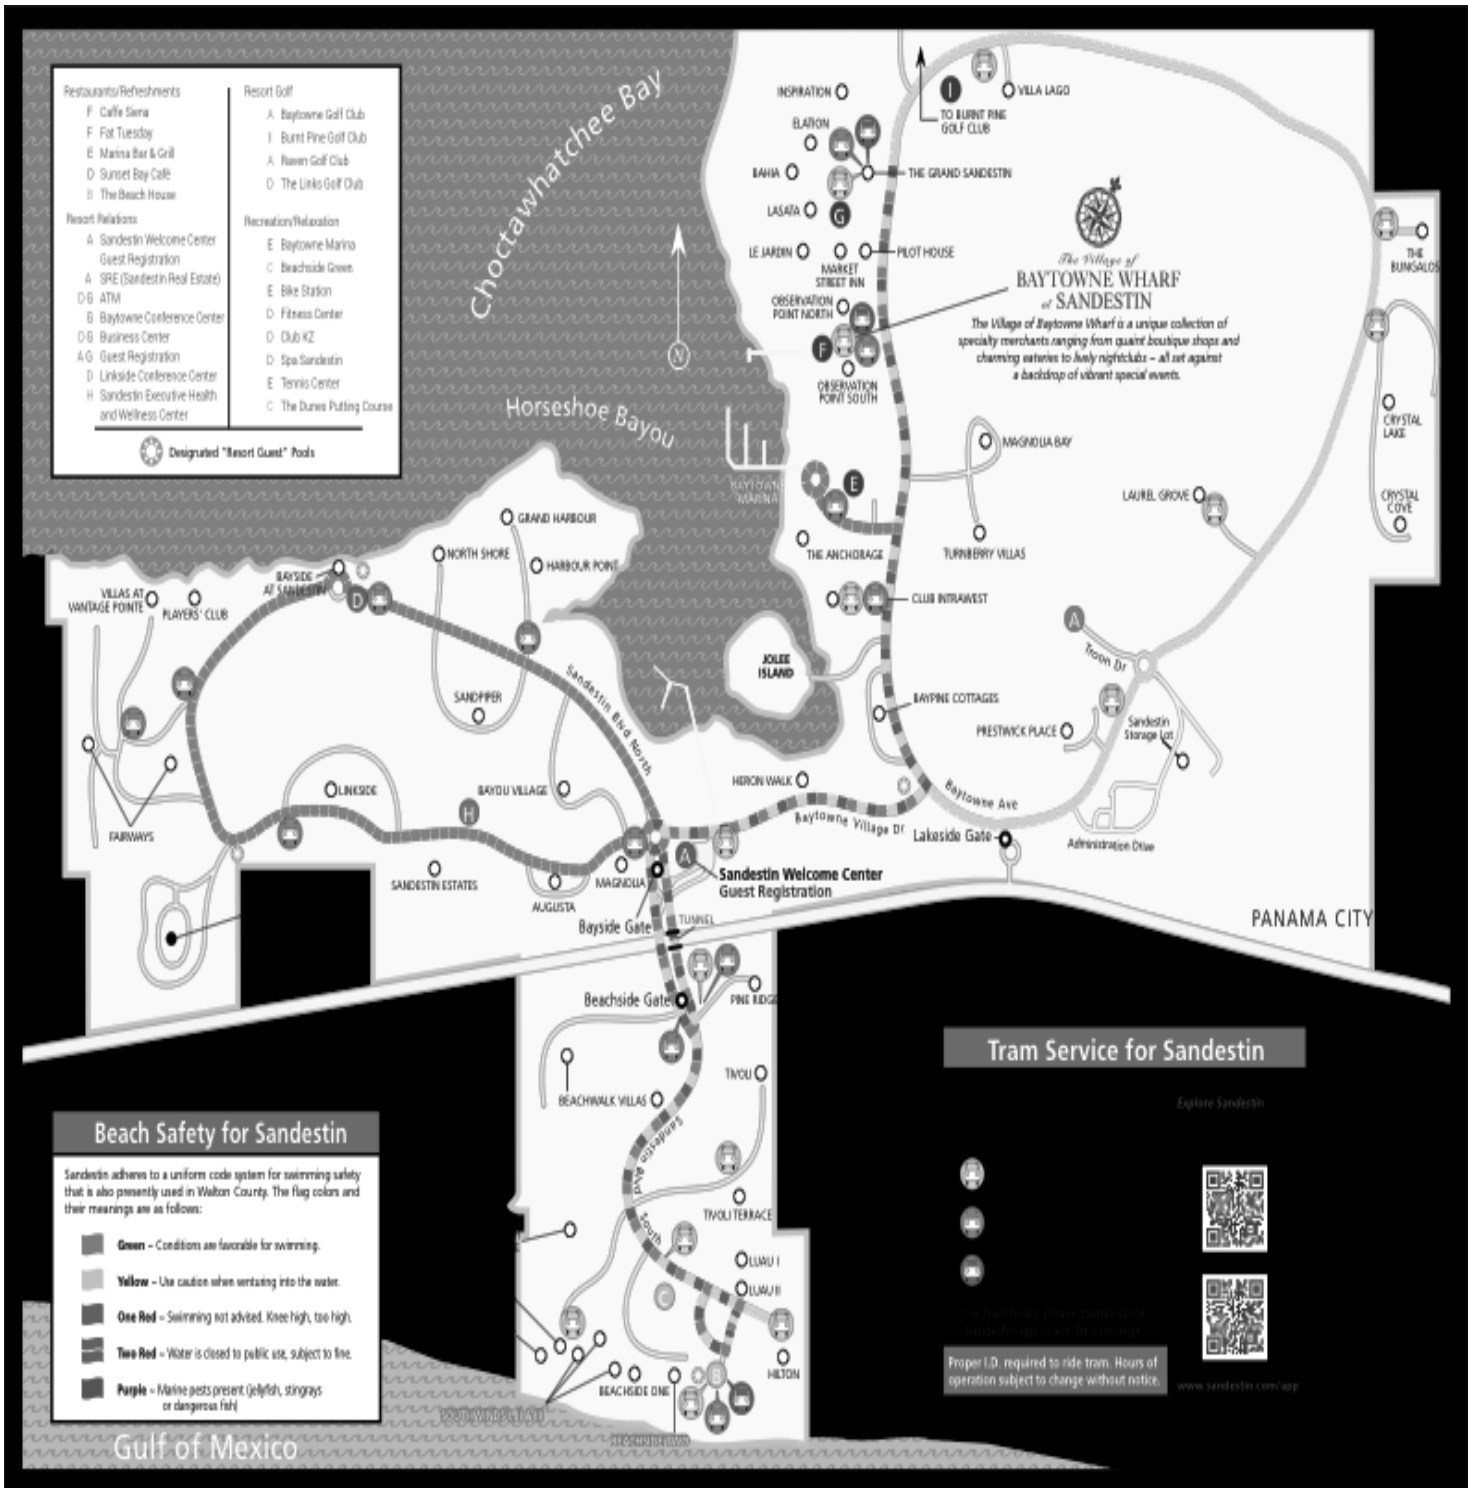 Restaurants/Refreshments
F Caffe Siena
F Fat Tuesday
E Marina Bar & Grill
D Sunset Bay Café
B The Beach House
Resort Relations
A Sandestin Welcome Center
Guest Registration
A SRE (Sandestin Real Estate)
D G ATM
G Baytowne Conference Center
D G Business Center
A G Guest Registration
D Linkside Conference Center
H Sandestin Executive Health
and Wellness Center
Resort Golf
A Baytowne Golf Club
I Burnt Pine Golf Club
A Raven Golf Club
D The Links Golf Club
Recreation/Relaxation
E Baytowne Marina
C Beachside Green
E Bike Station
D Fitness Center
D Club KZ
D Spa Sandestin
E Tennis Center
C The Dunes Putting Course
Designated "Resort Guest" Pools
Choctawhatchee Bay
Horseshoe Bayou
N
INSPIRATION
ELATION
BAHIA
LASATA
LE JARDIN
MARKET
STREET INN
PILOT HOUSE
THE GRAND SANDESTIN
G
I
TO BURNT PINE
GOLF CLUB
VILLA LAGO
The Village of
BAYTOWNE WHARF
at SANDESTIN
The Village of Baytowne Wharf is a unique collection of
specialty merchants ranging from quaint boutique shops and
charming eateries to lively nightclubs – all set against
a backdrop of vibrant special events.
THE
BUNGALOS
OBSERVATION
POINT NORTH
F
OBSERVATION
POINT SOUTH
CRYSTAL
LAKE
CRYSTAL
COVE
MAGNOLIA BAY
LAUREL GROVE
BAYTOWNE
MARINA
E
THE ANCHORAGE
TURNBERRY VILLAS
CLUB INTRAWEST
GRAND HARBOUR
NORTH SHORE
HARBOUR POINT
BAYSIDE
AT SANDESTIN
D
VILLAS AT
VANTAGE POINTE
PLAYERS' CLUB
SANDPIPER
Sandestin Blvd North
JOLEE
ISLAND
BAYPINE COTTAGES
A
Troon Dr
PRESTWICK PLACE
Sandestin
Storage Lot
HERON WALK
Baytowne Village Dr
Baytowne Ave
Lakeside Gate
Administration Drive
FAIRWAYS
LINKSIDE
BAYOU VILLAGE
H
SANDESTIN ESTATES
AUGUSTA
MAGNOLIA
A
Sandestin Welcome Center
Guest Registration
Bayside Gate
TUNNEL
PANAMA CITY
Beachside Gate
PINE RIDGE
BEACHWALK VILLAS
TIVOLI
Sandestin Blvd South
TIVOLI TERRACE
LUAU I
LUAU II
C
B
HILTON
BEACHSIDE ONE
Beach Safety for Sandestin
Sandestin adheres to a uniform code system for swimming safety
that is also presently used in Walton County. The flag colors and
their meanings are as follows:
Green – Conditions are favorable for swimming.
Yellow – Use caution when venturing into the water.
One Red – Swimming not advised. Knee high, too high.
Two Red – Water is closed to public use, subject to fine.
Purple – Marine pests present (jellyfish, stingrays
or dangerous fish)
Gulf of Mexico
Tram Service for Sandestin
Explore Sandestin
Proper I.D. required to ride tram. Hours of
operation subject to change without notice.
www.sandestin.com/app